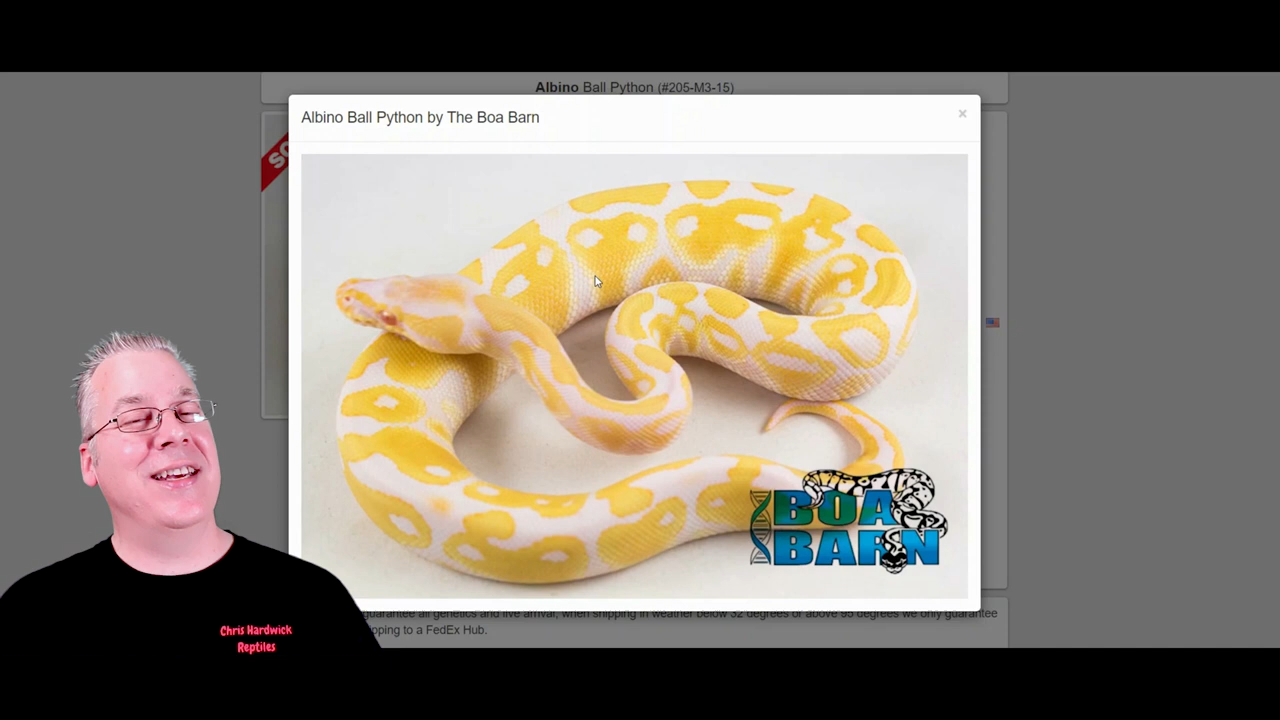 Albino Ball Python (#205-M3-15)
Albino Ball Python by The Boa Barn
×
SO
BOA
BARN
guarantee all genetics and live arrival, when shipping in weather below 32 degrees or above 95 degrees we only guarantee
pping to a FedEx Hub.
Chris Hardwick
Reptiles